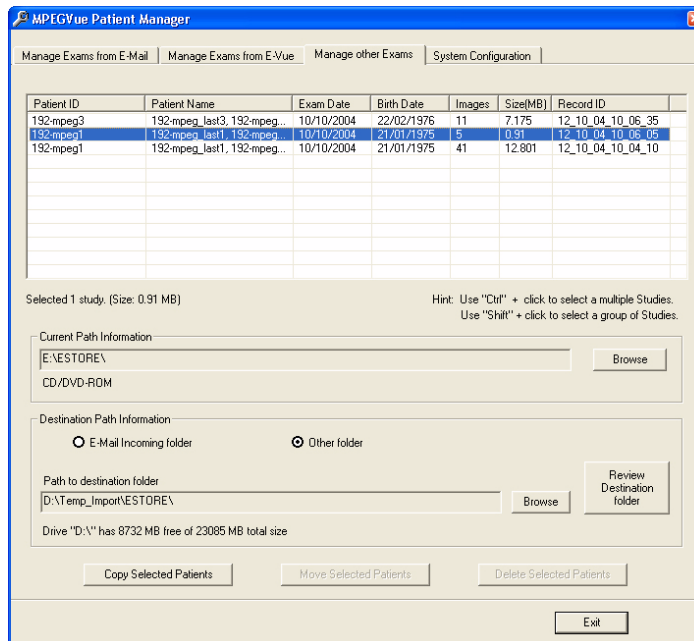 MPEGVue Patient Manager
Manage Exams from E-Mail Manage Exams from E-Vue Manage other Exams System Configuration
Patient ID Patient Name Exam Date Birth Date Images Size(MB) Record ID
192-mpeg3 192-mpeg_last3, 192-mpeg... 10/10/2004 22/02/1976 11 7.175 12_10_04_10_06_35
192-mpeg1 192-mpeg_last1, 192-mpeg... 10/10/2004 21/01/1975 5 0.91 12_10_04_10_06_05
192-mpeg1 192-mpeg_last1, 192-mpeg... 10/10/2004 21/01/1975 41 12.801 12_10_04_10_04_10
Selected 1 study. (Size: 0.91 MB) Hint: Use "Ctrl" + click to select a multiple Studies.
Use "Shift" + click to select a group of Studies.
Current Path Information
E:\ESTORE\ Browse
CD/DVD-ROM
Destination Path Information
E-Mail Incoming folder Other folder
Path to destination folder
D:\Temp_Import\ESTORE\ Browse
Review
Destination
folder
Drive "D:\" has 8732 MB free of 23085 MB total size
Copy Selected Patients Move Selected Patients Delete Selected Patients
Exit